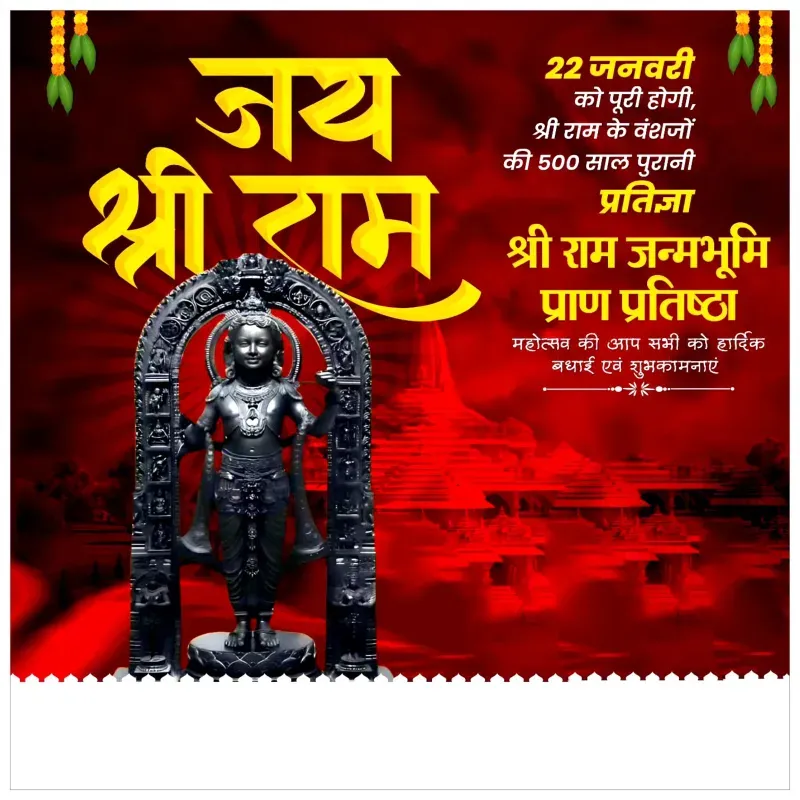 जय
श्री राम
22 जनवरी
को पूरी होगी,
श्री राम के वंशजों
की 500 साल पुरानी
प्रतिज्ञा
श्री राम जन्मभूमि
प्राण प्रतिष्ठा
महोत्सव की आप सभी को हार्दिक
बधाई एवं शुभकामनाएं